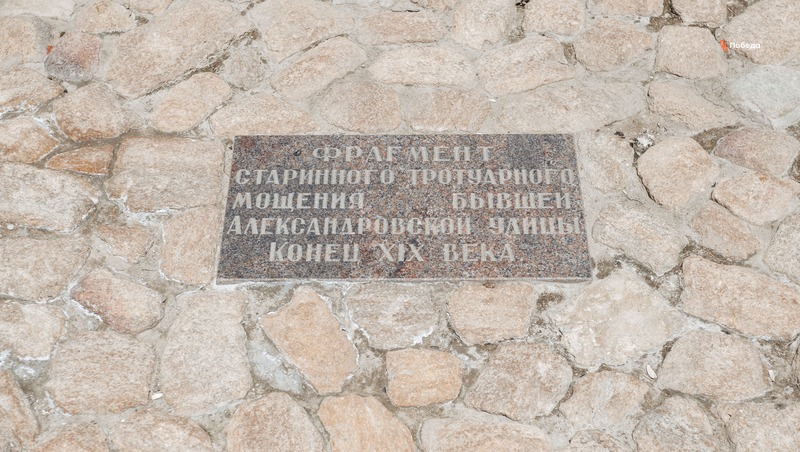 Победа
ФРАГМЕНТ
СТАРИННОГО ТРОТУАРНОГО
МОЩЕНИЯ БЫВШЕЙ
АЛЕКСАНДРОВСКОЙ УЛИЦЫ
КОНЕЦ XIX ВЕКА